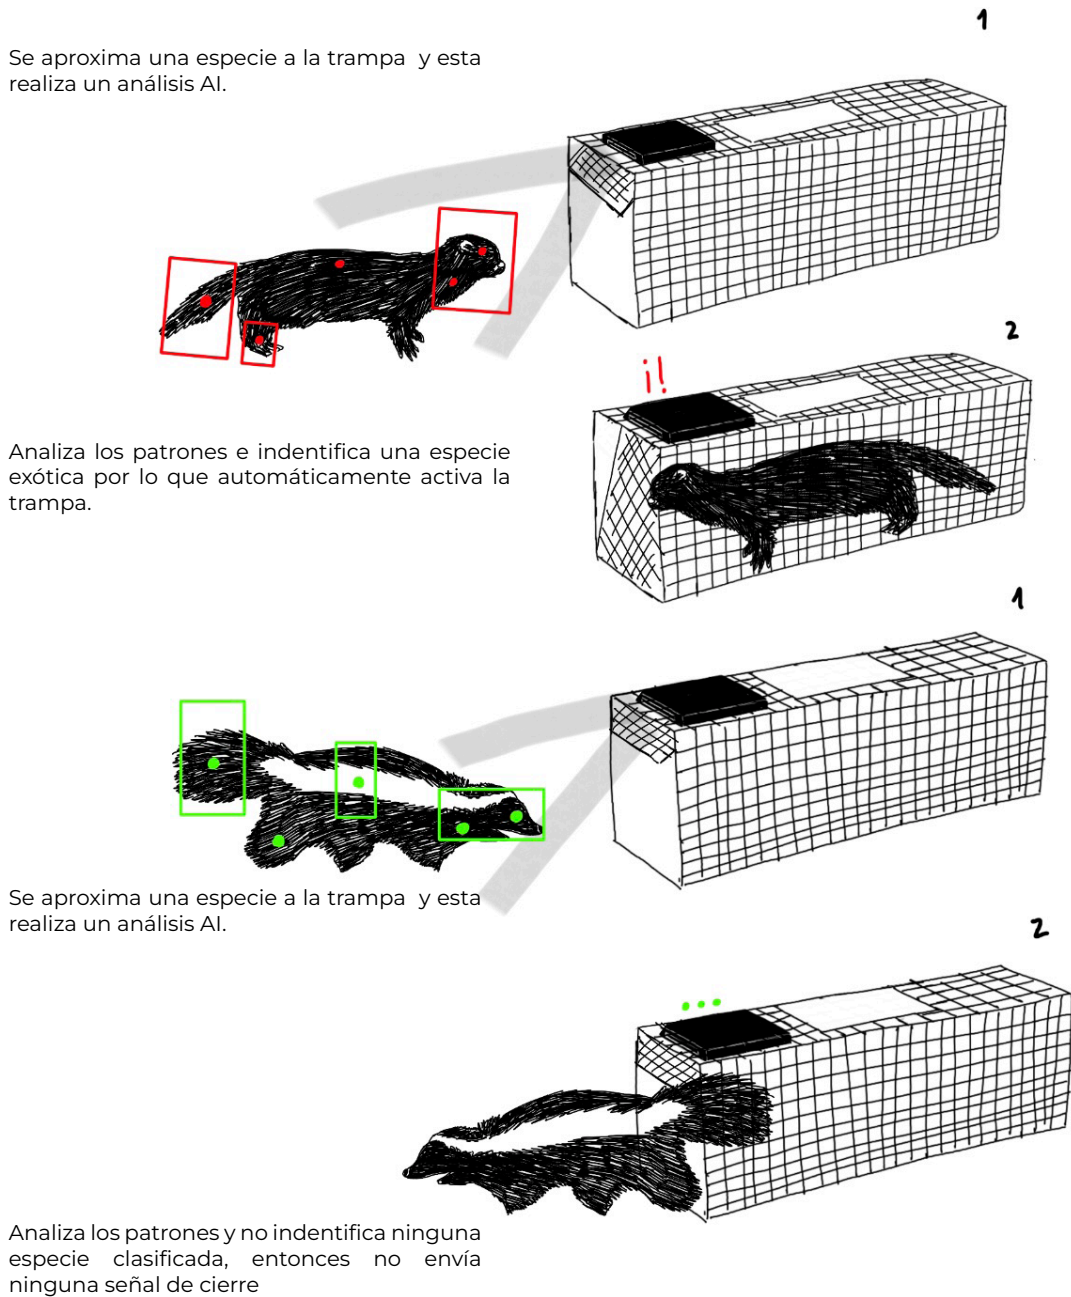 1
Se aproxima una especie a la trampa y esta
realiza un análisis AI.
2
¡!
Analiza los patrones e indentifica una especie
exótica por lo que automáticamente activa la
trampa.
1
Se aproxima una especie a la trampa y esta
realiza un análisis AI.
2
...
Analiza los patrones y no indentifica ninguna
especie clasificada, entonces no envía
ninguna señal de cierre